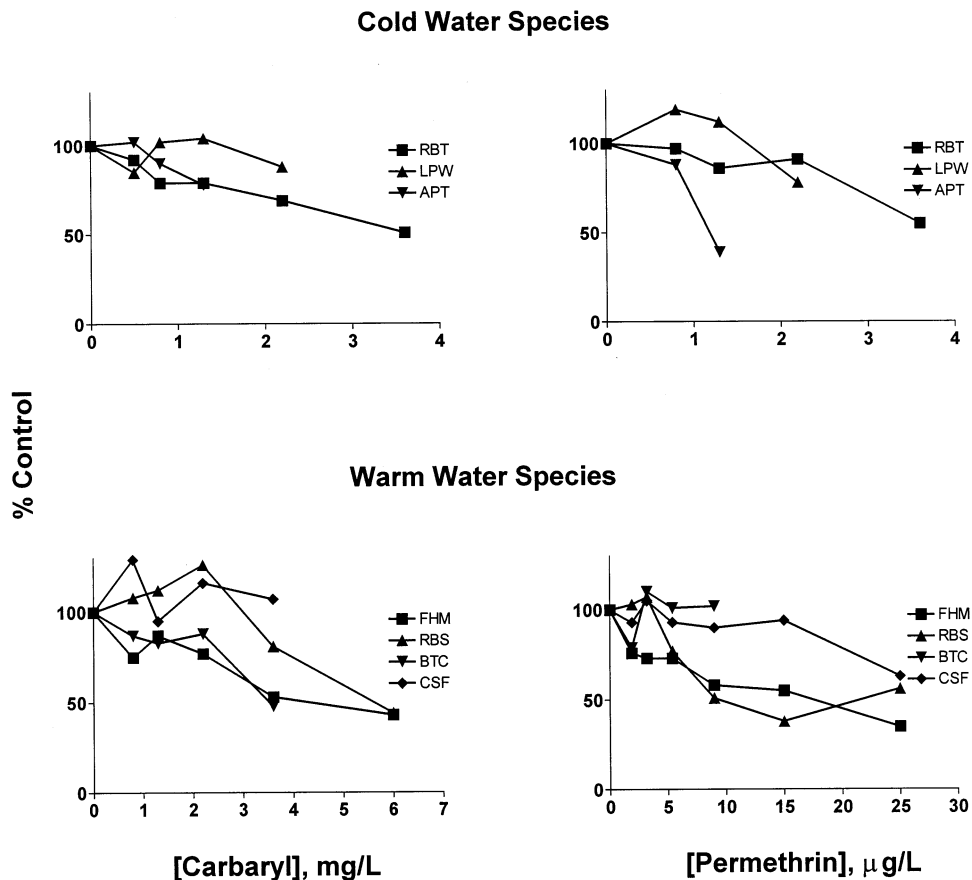 Cold Water Species
100
50
0
0 1 2 3 4
RBT
LPW
APT
100
50
0
0 1 2 3 4
RBT
LPW
APT
% Control
Warm Water Species
100
50
0
0 1 2 3 4 5 6 7
FHM
RBS
BTC
CSF
[Carbaryl], mg/L
100
50
0
0 5 10 15 20 25 30
FHM
RBS
BTC
CSF
[Permethrin], μg/L